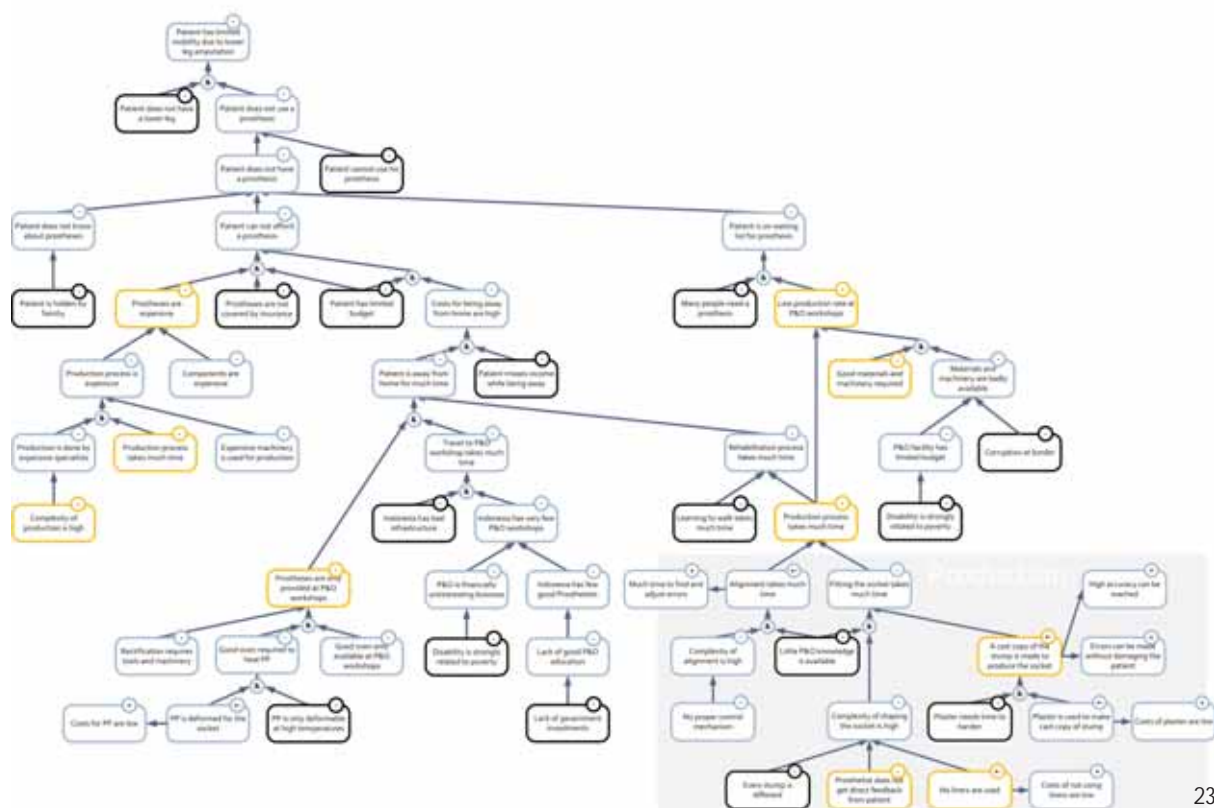 Patient has limited
mobility due to lower
leg amputation
&
Patient does not have
a lower leg
Patient does not use a
prosthesis
Patient does not have
a prosthesis
Patient cannot use his
prosthesis
Patient does not know
about prostheses
Patient can not afford
a prosthesis
Patient is on waiting
list for prosthesis
Patient is hidden by
family
Prostheses are
expensive
Prostheses are not
covered by insurance
Patient has limited
budget
Costs for being away
from home are high
Many people need a
prosthesis
Low production rate at
P&O workshops
Production process is
expensive
Components are
expensive
Patient is away from
home for much time
Patient misses income
while being away
Good materials and
machinery required
Materials and
machinery are badly
available
Production is done by
expensive specialists
Production process
takes much time
Expensive machinery
is used for production
Travel to P&O
workshop takes much
time
Rehabilitation process
takes much time
P&O facility has
limited budget
Corruption at border
Complexity of
production is high
Indonesia has bad
infrastructure
Indonesia has very few
P&O workshops
Learning to walk takes
much time
Production process
takes much time
Disability is strongly
related to poverty
Prostheses are only
provided at P&O
workshops
P&O is financially
uninteresting business
Indonesia has few
good Prosthetists
Much time to find and
adjust errors
Alignment takes much
time
Fitting the socket takes
much time
High accuracy can be
reached
Rectification requires
tools and machinery
Good oven required to
heat PP
Good oven only
available at P&O
workshops
Disability is strongly
related to poverty
Lack of good P&O
education
Complexity of
alignment is high
Little P&O knowledge
is available
A cast copy of the
stump is made to
produce the socket
Errors can be made
without damaging the
patient
Costs for PP are low
PP is deformed for the
socket
PP is only deformable
at high temperatures
Lack of government
investments
No proper control
mechanism
Complexity of shaping
the socket is high
Plaster needs time to
harden
Plaster is used to make
cast copy of stump
Costs of plaster are low
Every stump is
different
Prosthetist does not
get direct feedback
from patient
No liners are used
Costs of not using
liners are low
23